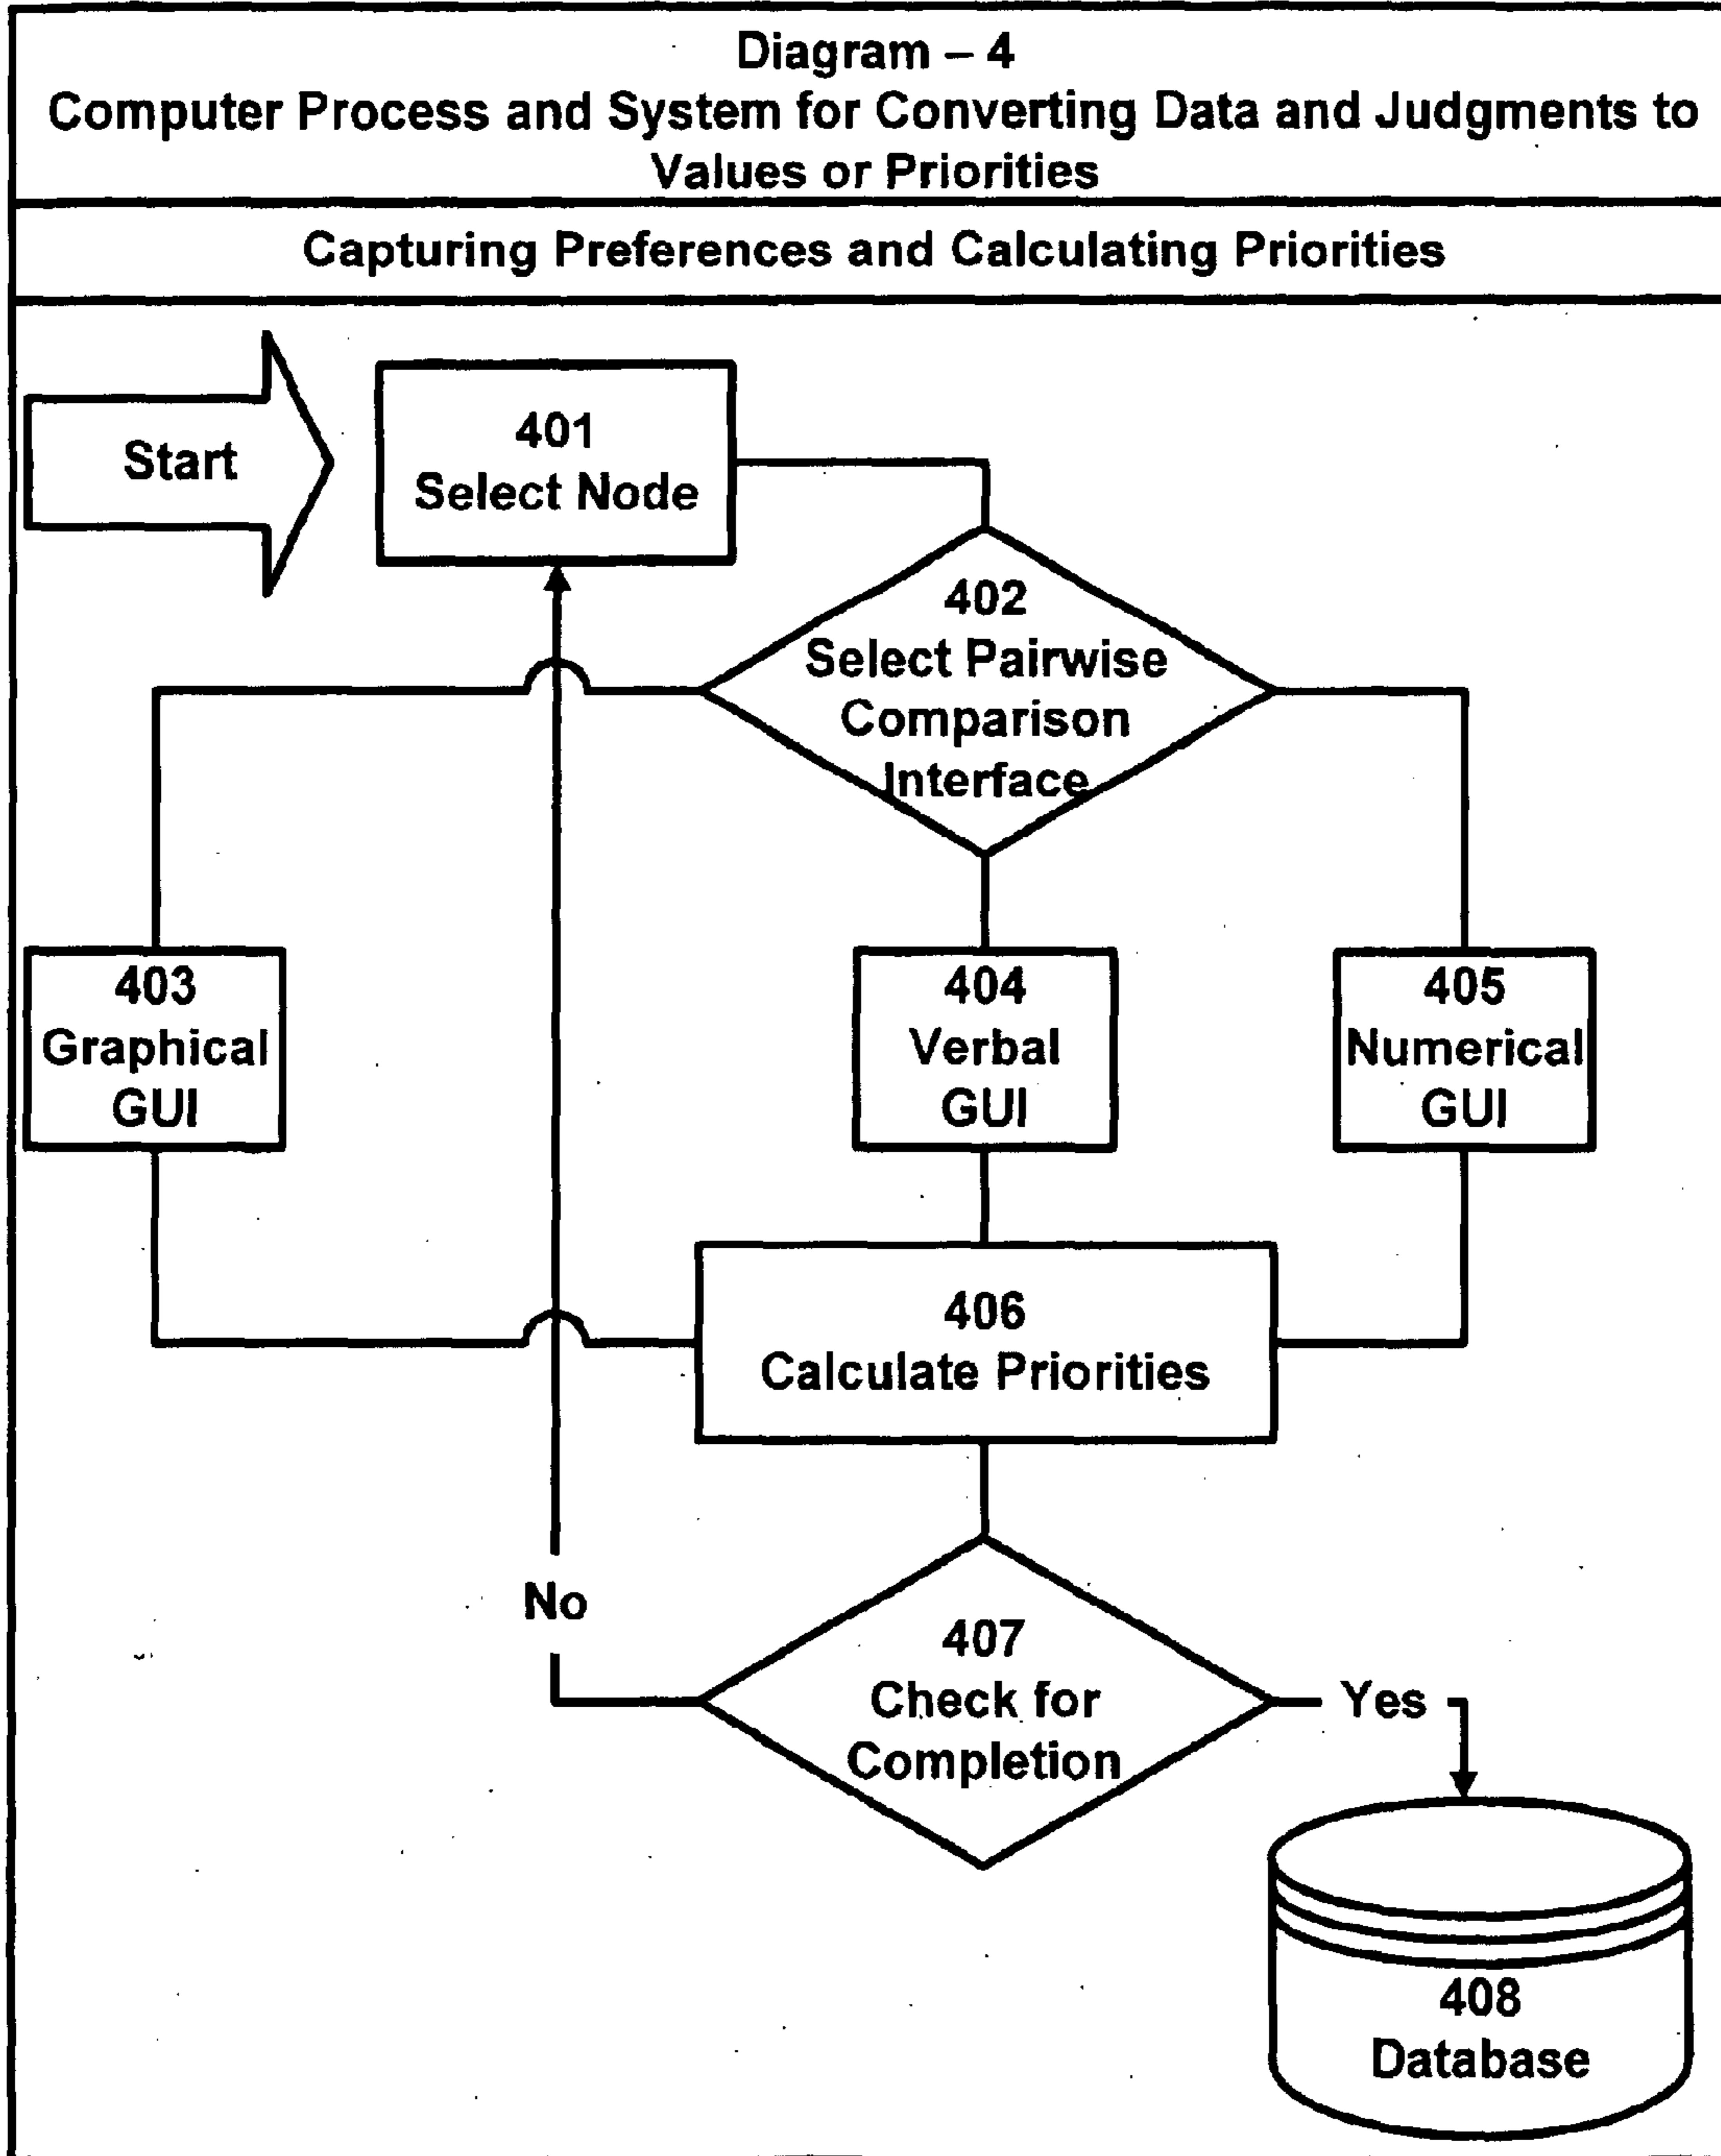 Diagram – 4
Computer Process and System for Converting Data and Judgments to
Values or Priorities
Capturing Preferences and Calculating Priorities
Start
401
Select Node
402
Select Pairwise
Comparison
Interface
403
Graphical
GUI
404
Verbal
GUI
405
Numerical
GUI
406
Calculate Priorities
No
407
Check for
Completion
Yes
408
Database